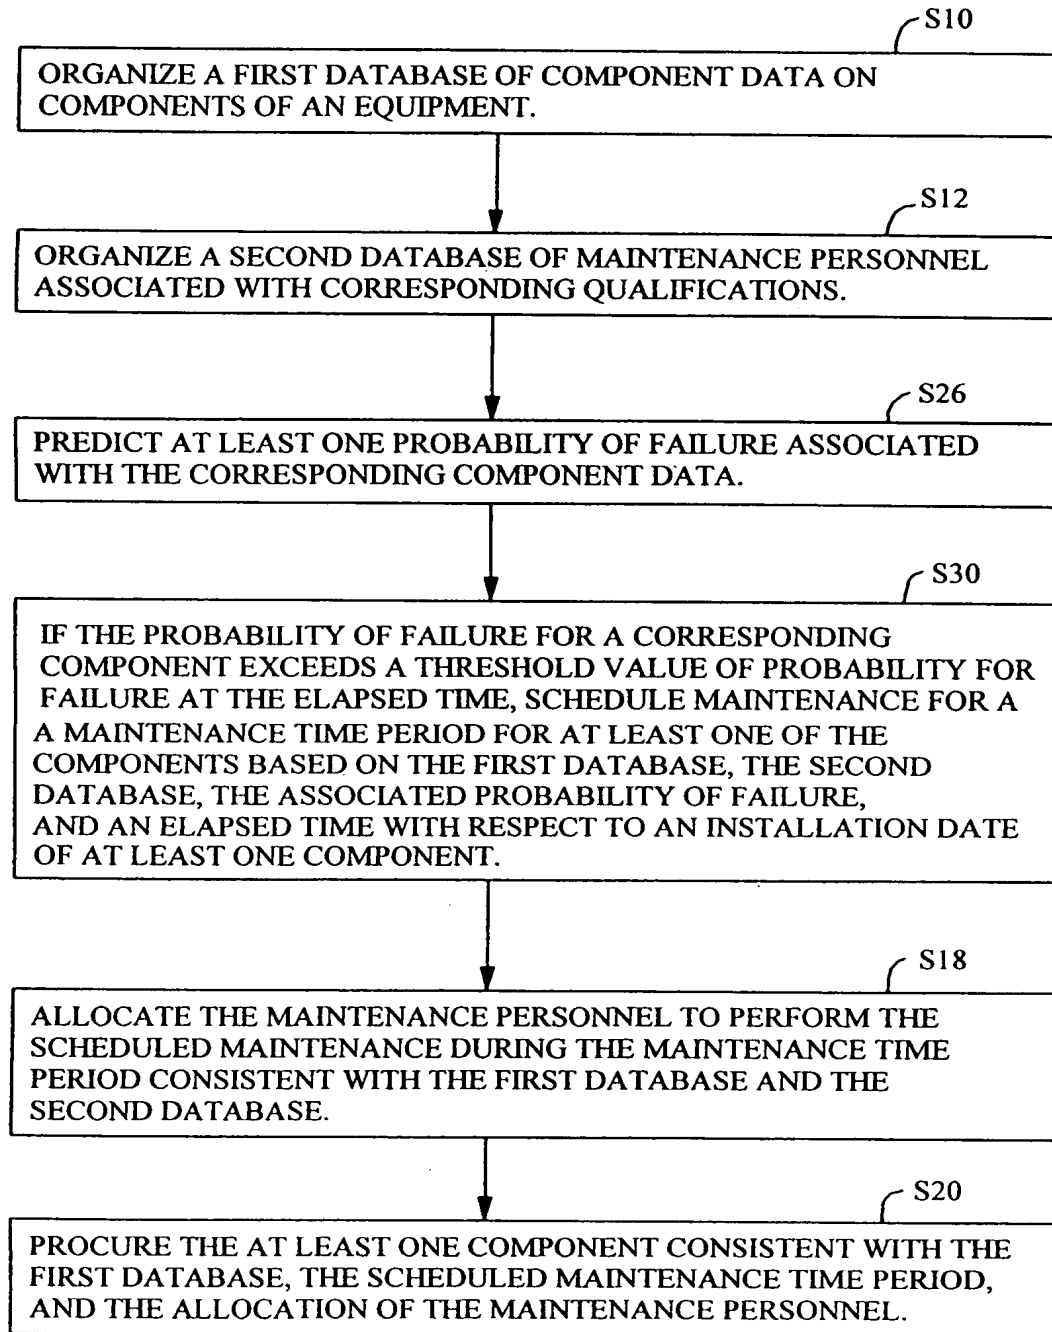 S10
ORGANIZE A FIRST DATABASE OF COMPONENT DATA ON
COMPONENTS OF AN EQUIPMENT.
S12
ORGANIZE A SECOND DATABASE OF MAINTENANCE PERSONNEL
ASSOCIATED WITH CORRESPONDING QUALIFICATIONS.
S26
PREDICT AT LEAST ONE PROBABILITY OF FAILURE ASSOCIATED
WITH THE CORRESPONDING COMPONENT DATA.
S30
IF THE PROBABILITY OF FAILURE FOR A CORRESPONDING
COMPONENT EXCEEDS A THRESHOLD VALUE OF PROBABILITY FOR
FAILURE AT THE ELAPSED TIME, SCHEDULE MAINTENANCE FOR A
A MAINTENANCE TIME PERIOD FOR AT LEAST ONE OF THE
COMPONENTS BASED ON THE FIRST DATABASE, THE SECOND
DATABASE, THE ASSOCIATED PROBABILITY OF FAILURE,
AND AN ELAPSED TIME WITH RESPECT TO AN INSTALLATION DATE
OF AT LEAST ONE COMPONENT.
S18
ALLOCATE THE MAINTENANCE PERSONNEL TO PERFORM THE
SCHEDULED MAINTENANCE DURING THE MAINTENANCE TIME
PERIOD CONSISTENT WITH THE FIRST DATABASE AND THE
SECOND DATABASE.
S20
PROCURE THE AT LEAST ONE COMPONENT CONSISTENT WITH THE
FIRST DATABASE, THE SCHEDULED MAINTENANCE TIME PERIOD,
AND THE ALLOCATION OF THE MAINTENANCE PERSONNEL.